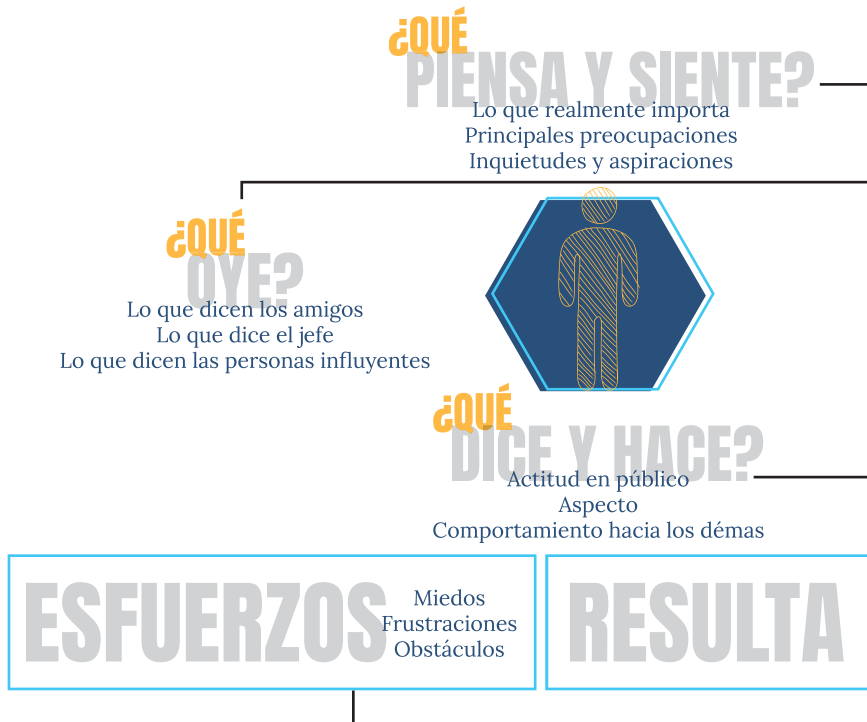 ¿QUÉ
PIENSA Y SIENTE?
Lo que realmente importa
Principales preocupaciones
Inquietudes y aspiraciones
¿QUÉ
OYE?
Lo que dicen los amigos
Lo que dice el jefe
Lo que dicen las personas influyentes
¿QUÉ
DICE Y HACE?
Actitud en público
Aspecto
Comportamiento hacia los démas
ESFUERZOS
Miedos
Frustraciones
Obstáculos
RESULTA